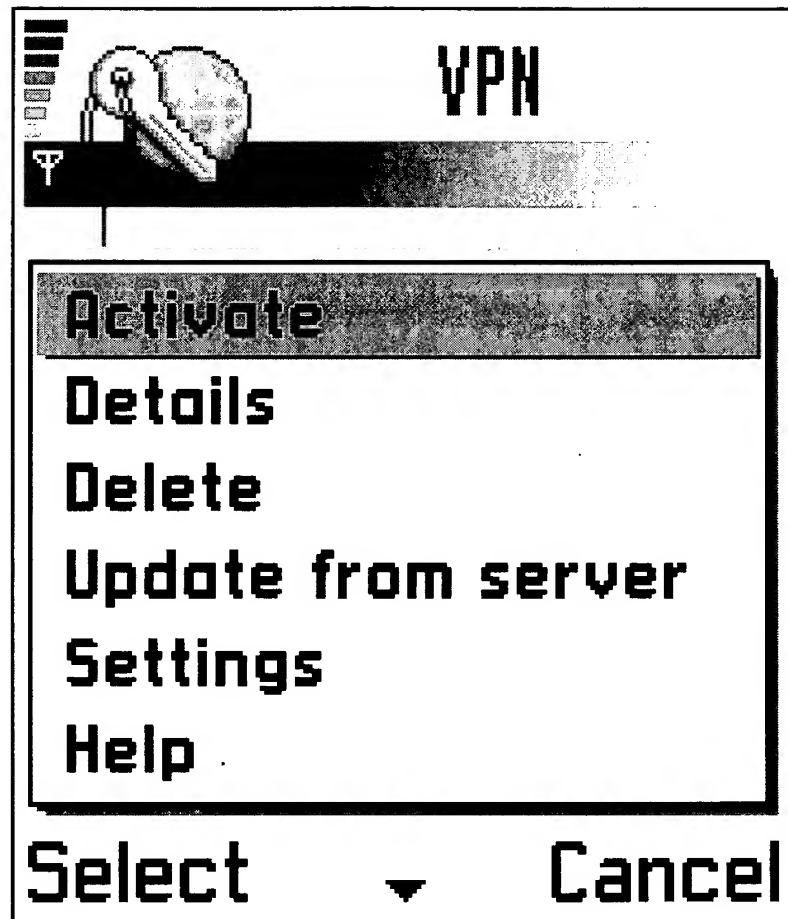 VPN
Activate
Details
Delete
Update from server
Settings
Help
Select Cancel